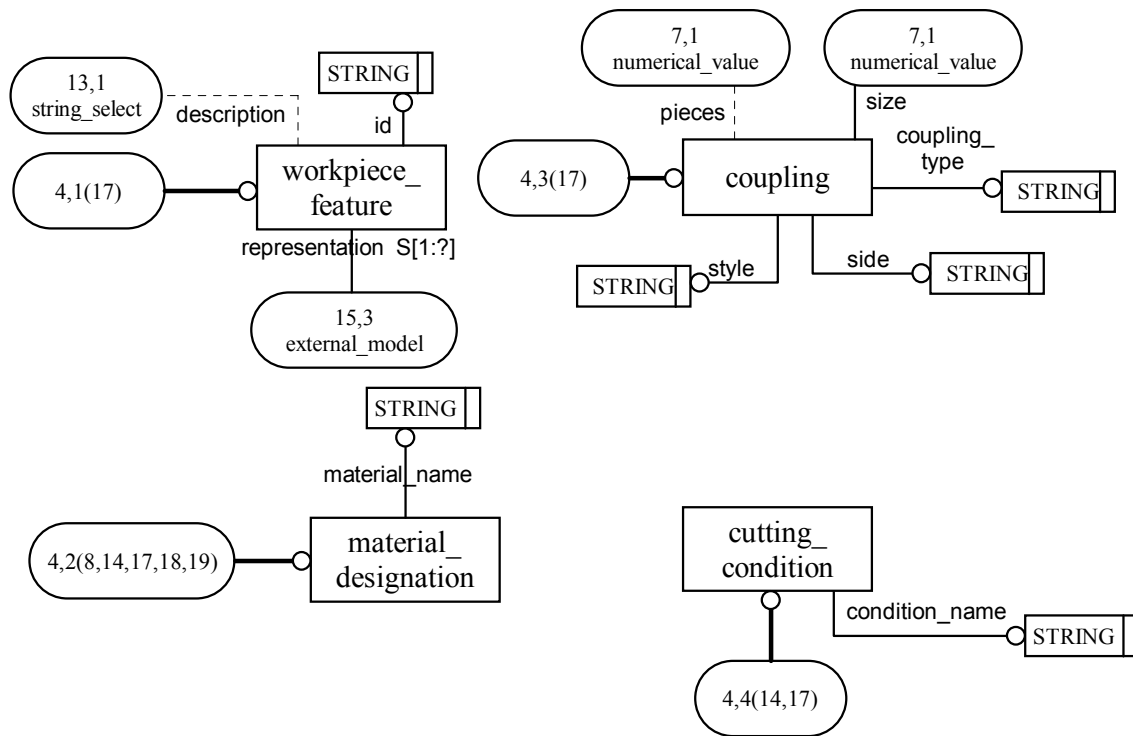 13,1
string_select
description
STRING
id
4,1(17)
workpiece_
feature
representation S[1:?]
15,3
external_model
7,1
numerical_value
pieces
7,1
numerical_value
size
coupling_
type
4,3(17)
coupling
STRING
STRING
style
side
STRING
STRING
material_name
4,2(8,14,17,18,19)
material_
designation
cutting_
condition
condition_name
STRING
4,4(14,17)